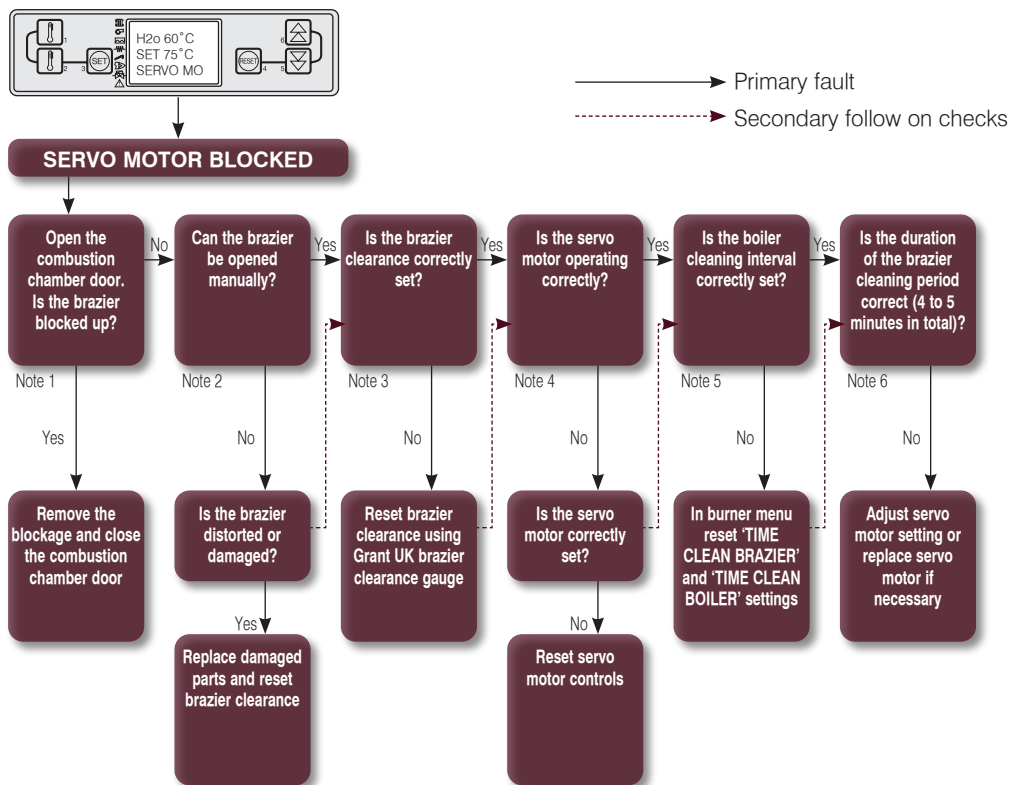 H2o 60°C
SET 75°C
SERVO MO
1
2
3
SET
RESET
4
5
6
Primary fault
Secondary follow on checks
SERVO MOTOR BLOCKED
Open the
combustion
chamber door.
Is the brazier
blocked up?
No
Can the brazier
be opened
manually?
Yes
Is the brazier
clearance correctly
set?
Yes
Is the servo
motor operating
correctly?
Yes
Is the boiler
cleaning interval
correctly set?
Yes
Is the duration
of the brazier
cleaning period
correct (4 to 5
minutes in total)?
Note 1
Note 2
Note 3
Note 4
Note 5
Note 6
Yes
No
No
No
No
No
Remove the
blockage and close
the combustion
chamber door
Is the brazier
distorted or
damaged?
Reset brazier
clearance using
Grant UK brazier
clearance gauge
Is the servo
motor correctly
set?
In burner menu
reset ‘TIME
CLEAN BRAZIER’
and ‘TIME CLEAN
BOILER’ settings
Adjust servo
motor setting or
replace servo
motor if
necessary
Yes
No
Replace damaged
parts and reset
brazier clearance
Reset servo
motor controls